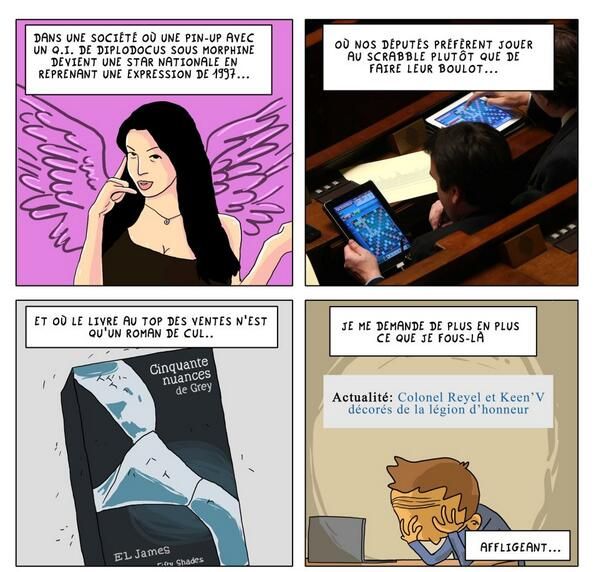 DANS UNE SOCIÉTÉ OÙ UNE PIN-UP AVEC
UN Q.I. DE DIPLODOCUS SOUS MORPHINE
DEVIENT UNE STAR NATIONALE EN
REPRENANT UNE EXPRESSION DE 1997...
OÙ NOS DÉPUTÉS PRÉFÈRENT JOUER
AU SCRABBLE PLUTÔT QUE DE
FAIRE LEUR BOULOT...
ET OÙ LE LIVRE AU TOP DES VENTES N'EST
QU'UN ROMAN DE CUL..
Cinquante
nuances
de Grey
EL James
Fifty Shades
JE ME DEMANDE DE PLUS EN PLUS
CE QUE JE FOUS-LÀ
Actualité: Colonel Reyel et Keen'V
décorés de la légion d'honneur
AFFLIGEANT...